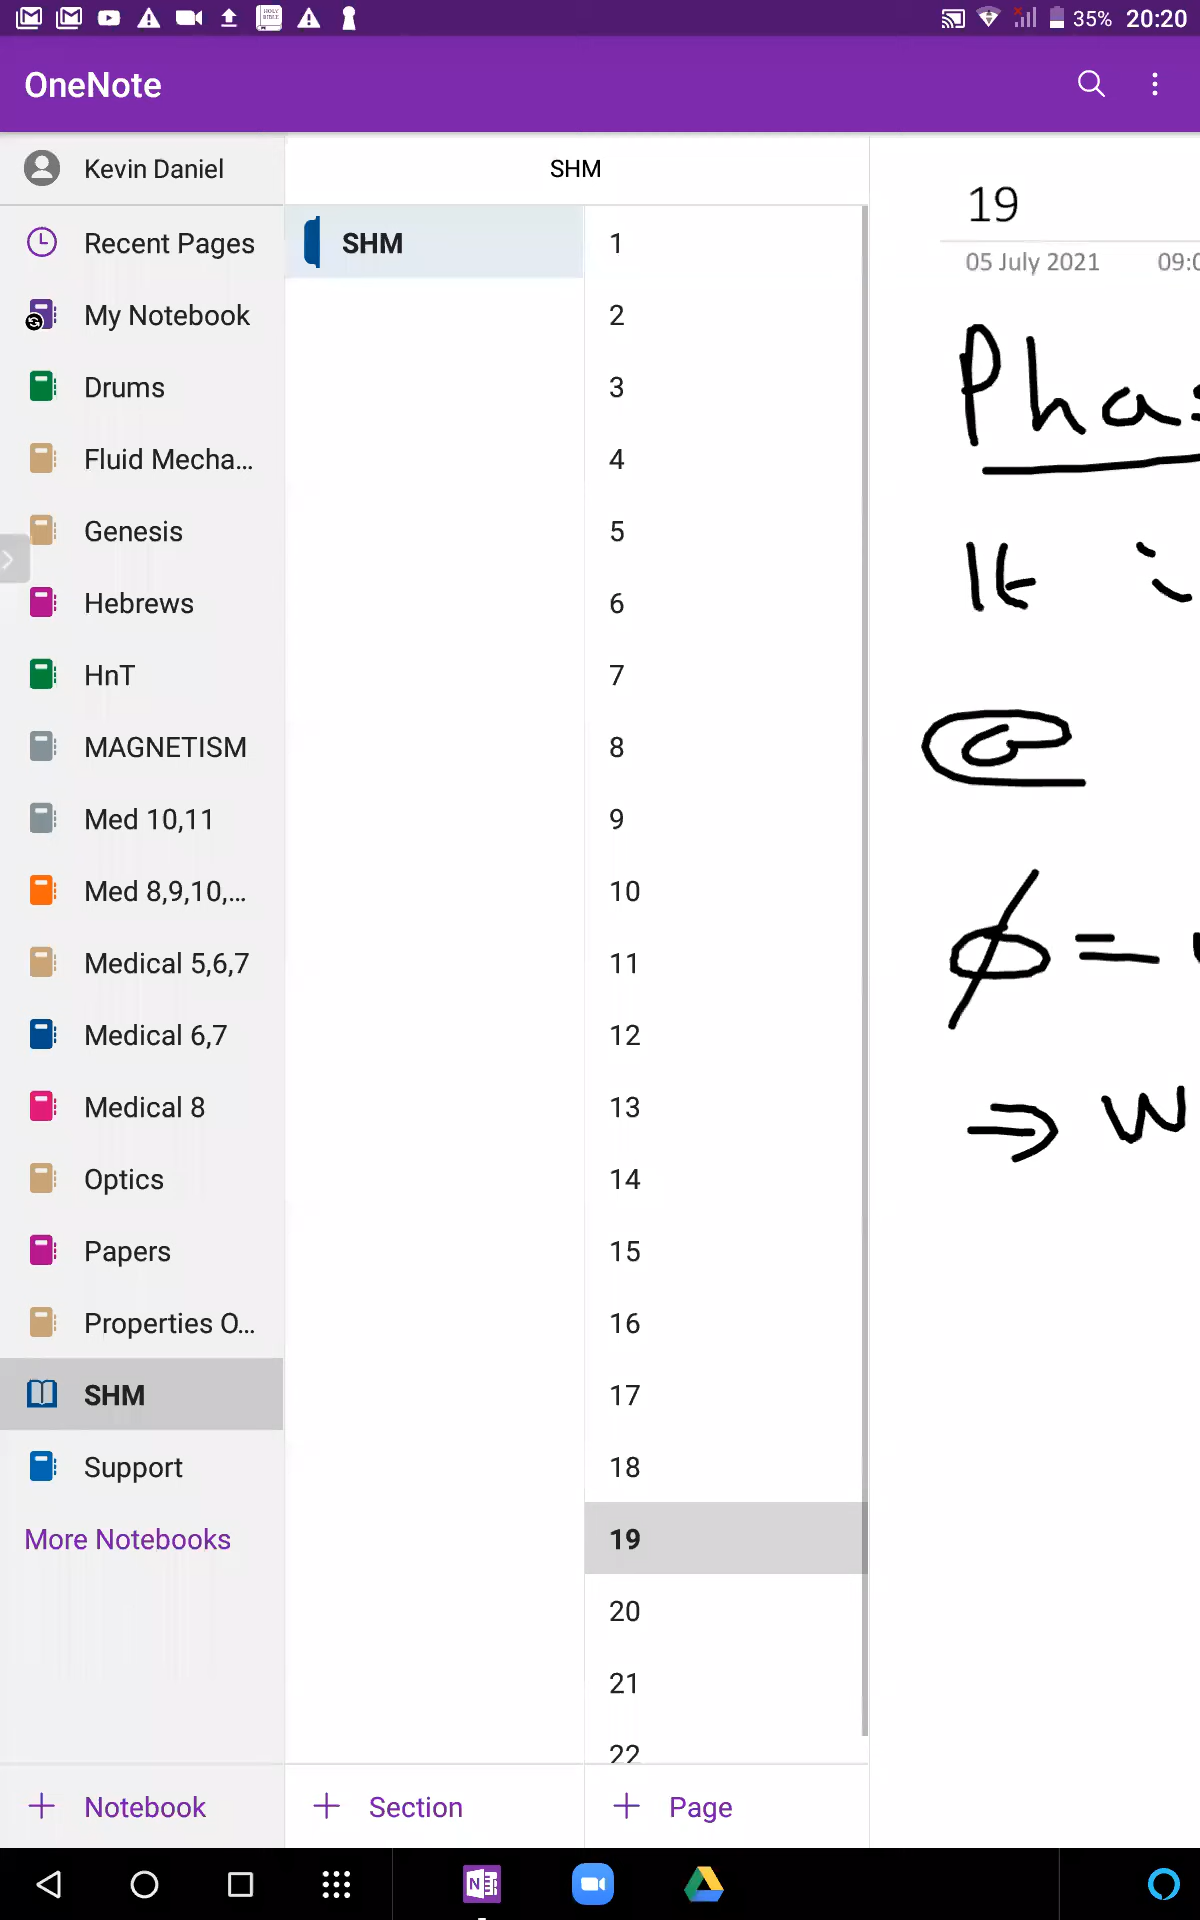 35% 20:20
OneNote
Kevin Daniel
SHM
19
05 July 2021 09:0
Recent Pages
My Notebook
Drums
Fluid Mecha...
Genesis
Hebrews
HnT
MAGNETISM
Med 10,11
Med 8,9,10,...
Medical 5,6,7
Medical 6,7
Medical 8
Optics
Papers
Properties O...
SHM
Support
More Notebooks
SHM
1
2
3
4
5
6
7
8
9
10
11
12
13
14
15
16
17
18
19
20
21
22
Phas
It
@
φ =
⇒ W
+ Notebook
+ Section
+ Page